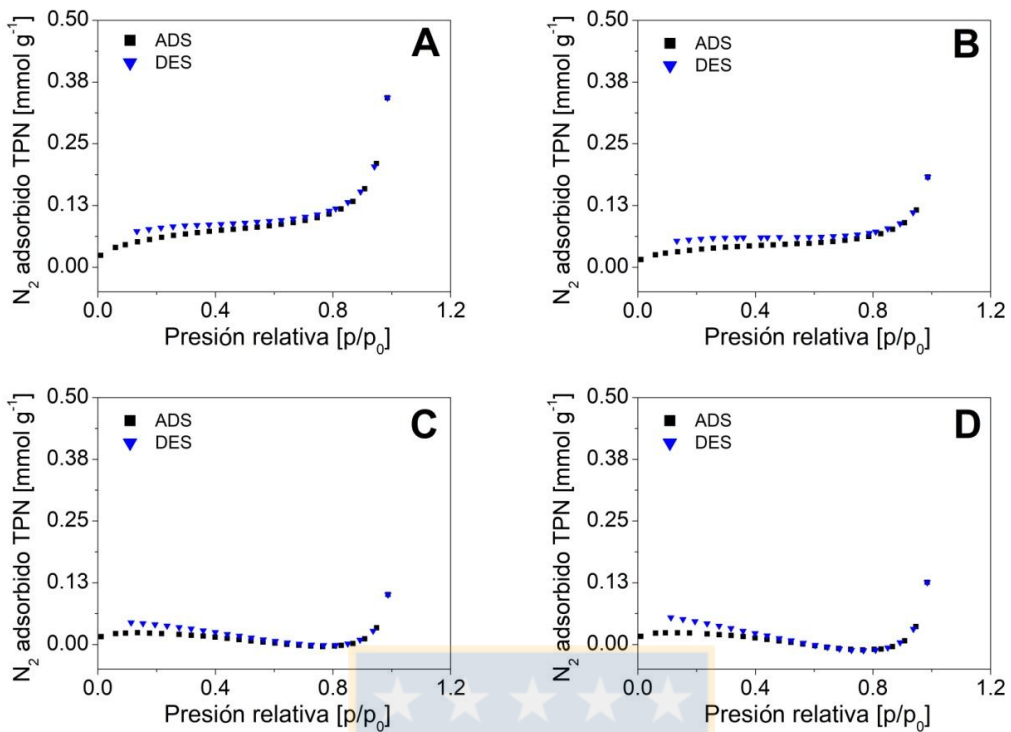 A
ADS
DES
N₂ adsorbido TPN [mmol g⁻¹]
0.50
0.38
0.25
0.13
0.00
0.0 0.4 0.8 1.2
Presión relativa [p/p₀]
B
ADS
DES
N₂ adsorbido TPN [mmol g⁻¹]
0.50
0.38
0.25
0.13
0.00
0.0 0.4 0.8 1.2
Presión relativa [p/p₀]
C
ADS
DES
N₂ adsorbido TPN [mmol g⁻¹]
0.50
0.38
0.25
0.13
0.00
0.0 0.4 0.8 1.2
Presión relativa [p/p₀]
D
ADS
DES
N₂ adsorbido TPN [mmol g⁻¹]
0.50
0.38
0.25
0.13
0.00
0.0 0.4 0.8 1.2
Presión relativa [p/p₀]